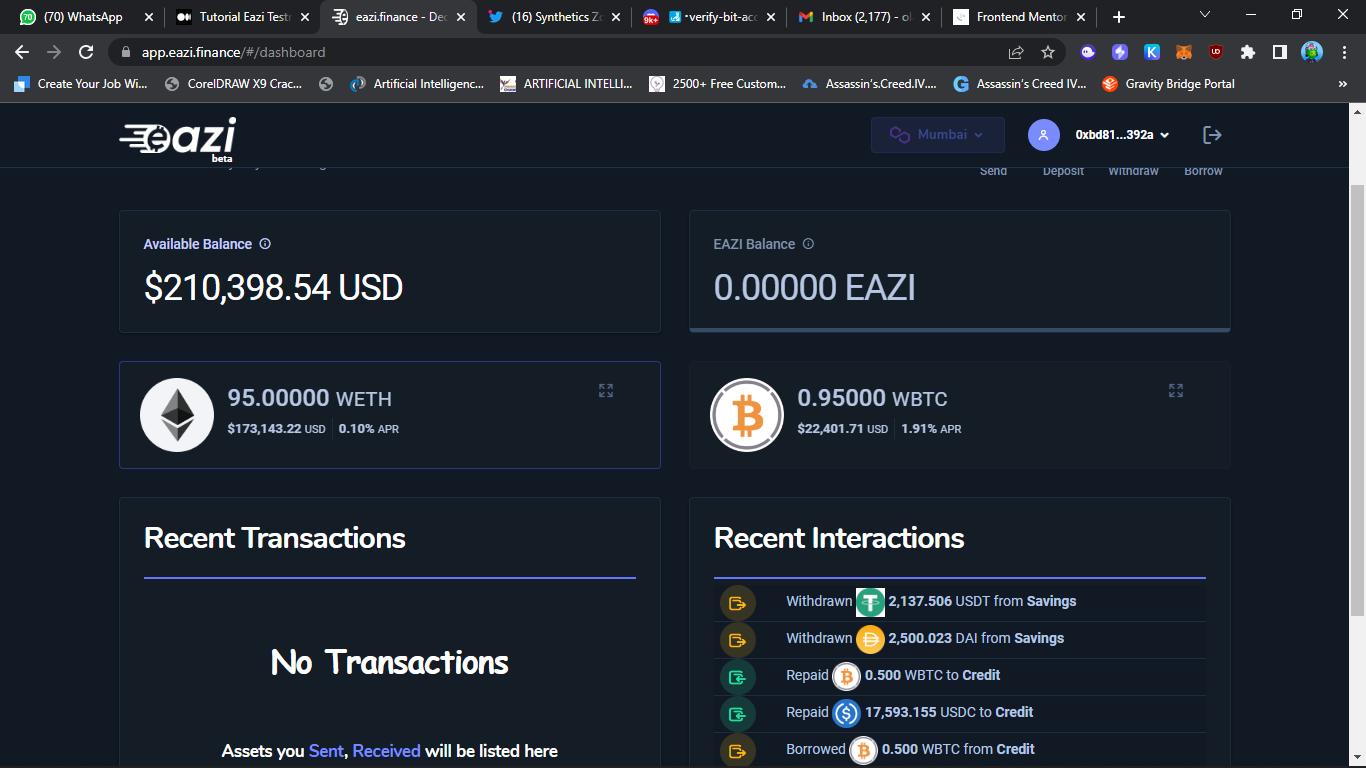 (70) WhatsApp
Tutorial Eazi Testn
eazi.finance - Dec
(16) Synthetics Zo
9k+
verify-bit-acc
Inbox (2,177) - ol
Frontend Mentor
app.eazi.finance/#/dashboard
Create Your Job Wi...
CorelDRAW X9 Crac...
Artificial Intelligenc...
ARTIFICIAL INTELLI...
2500+ Free Custom...
Assassin's.Creed.IV....
Assassin's Creed IV...
Gravity Bridge Portal
eazi
beta
Mumbai
0xbd81...392a
Send Deposit Withdraw Borrow
Available Balance
$210,398.54 USD
EAZI Balance
0.00000 EAZI
95.00000 WETH
$173,143.22 USD 0.10% APR
0.95000 WBTC
$22,401.71 USD 1.91% APR
Recent Transactions
No Transactions
Assets you Sent, Received will be listed here
Recent Interactions
Withdrawn 2,137.506 USDT from Savings
Withdrawn 2,500.023 DAI from Savings
Repaid 0.500 WBTC to Credit
Repaid 17,593.155 USDC to Credit
Borrowed 0.500 WBTC from Credit